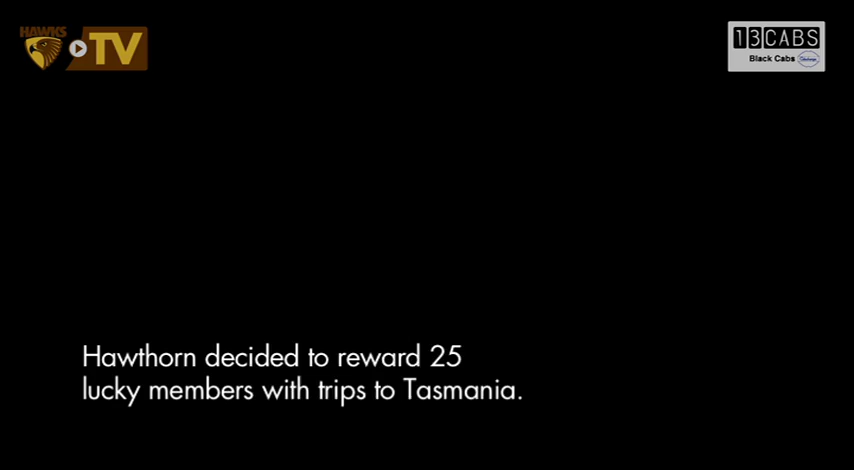 HAWKS
TV
13CABS
Black Cabs
Hawthorn decided to reward 25
lucky members with trips to Tasmania.